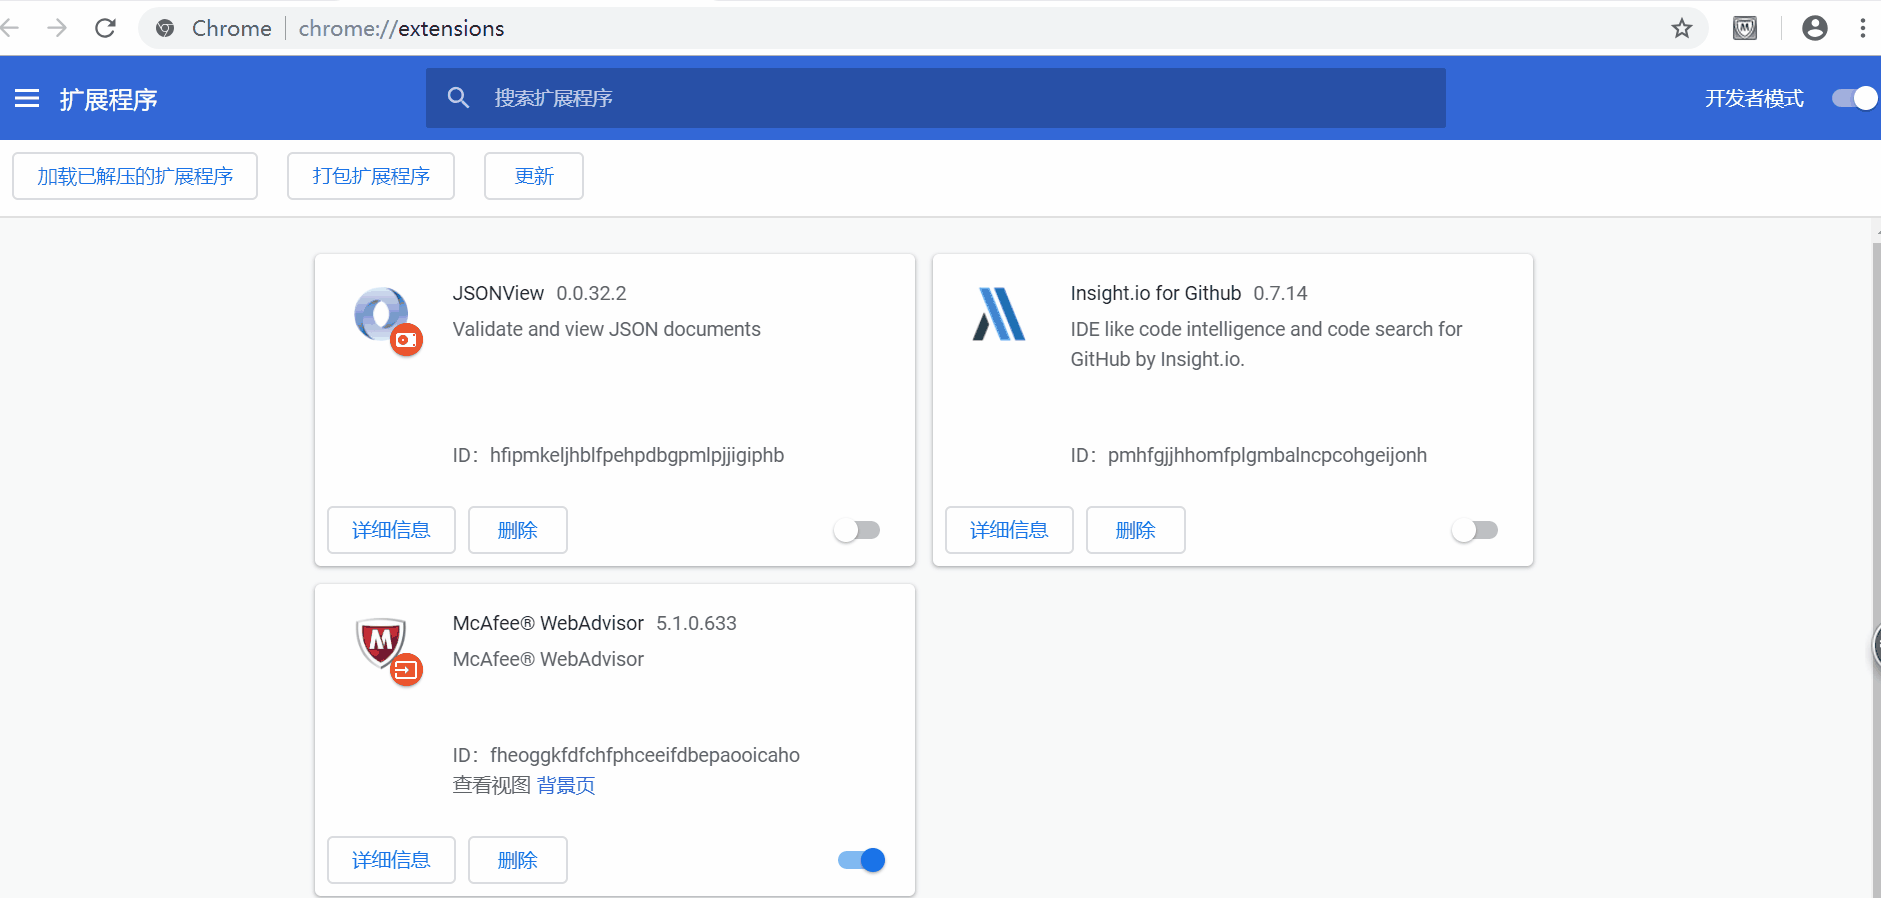 Chrome chrome://extensions
扩展程序
搜索扩展程序
开发者模式
加载已解压的扩展程序
打包扩展程序
更新
JSONView 0.0.32.2
Validate and view JSON documents
ID：hfipmkeljhblfpehpdbgpmlpjjigiphb
详细信息
删除
Insight.io for Github 0.7.14
IDE like code intelligence and code search for
GitHub by Insight.io.
ID：pmhfgjjhhomfplgmbalncpcohgeijonh
详细信息
删除
McAfee® WebAdvisor 5.1.0.633
McAfee® WebAdvisor
ID：fheoggkfdfchfphceeifdbepaooicaho
查看视图 背景页
详细信息
删除